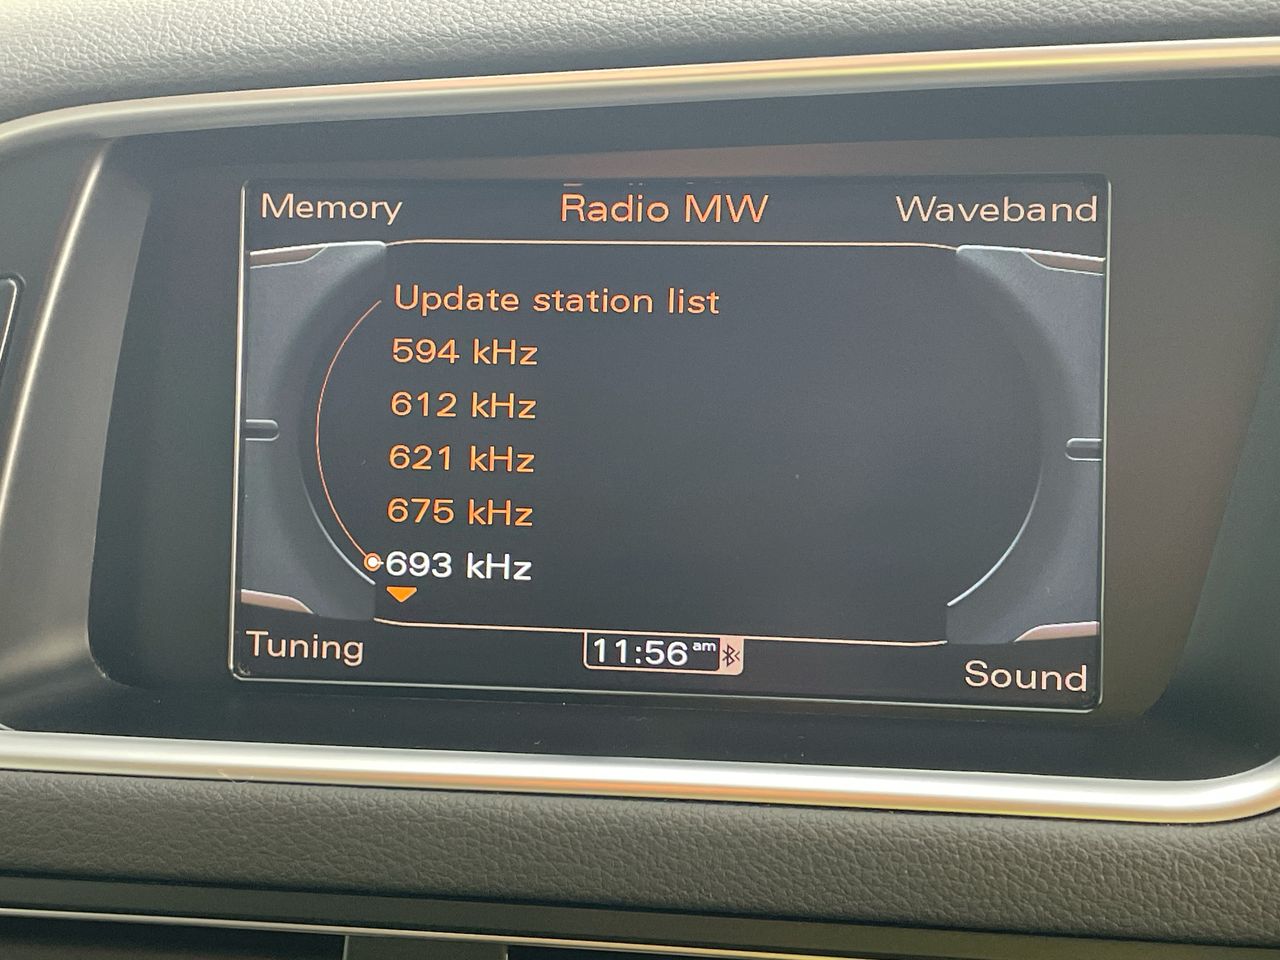 Memory
Radio MW
Waveband
Update station list
594 kHz
612 kHz
621 kHz
675 kHz
693 kHz
Tuning
11:56 am
Sound